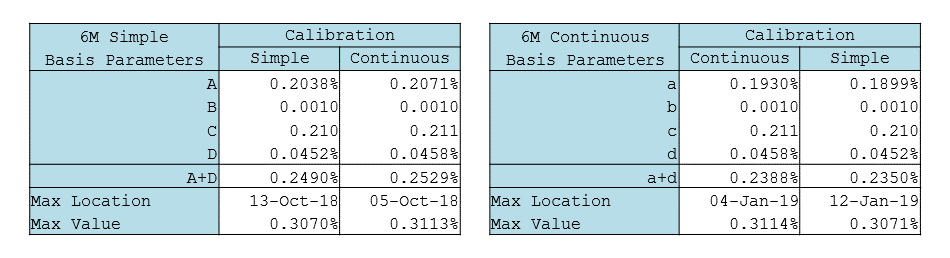 6M Simple Calibration
Basis Parameters Simple Continuous
A 0.2038% 0.2071%
B 0.0010 0.0010
C 0.210 0.211
D 0.0452% 0.0458%
A+D 0.2490% 0.2529%
Max Location 13-Oct-18 05-Oct-18
Max Value 0.3070% 0.3113%
6M Continuous Calibration
Basis Parameters Continuous Simple
a 0.1930% 0.1899%
b 0.0010 0.0010
c 0.211 0.210
d 0.0458% 0.0452%
a+d 0.2388% 0.2350%
Max Location 04-Jan-19 12-Jan-19
Max Value 0.3114% 0.3071%